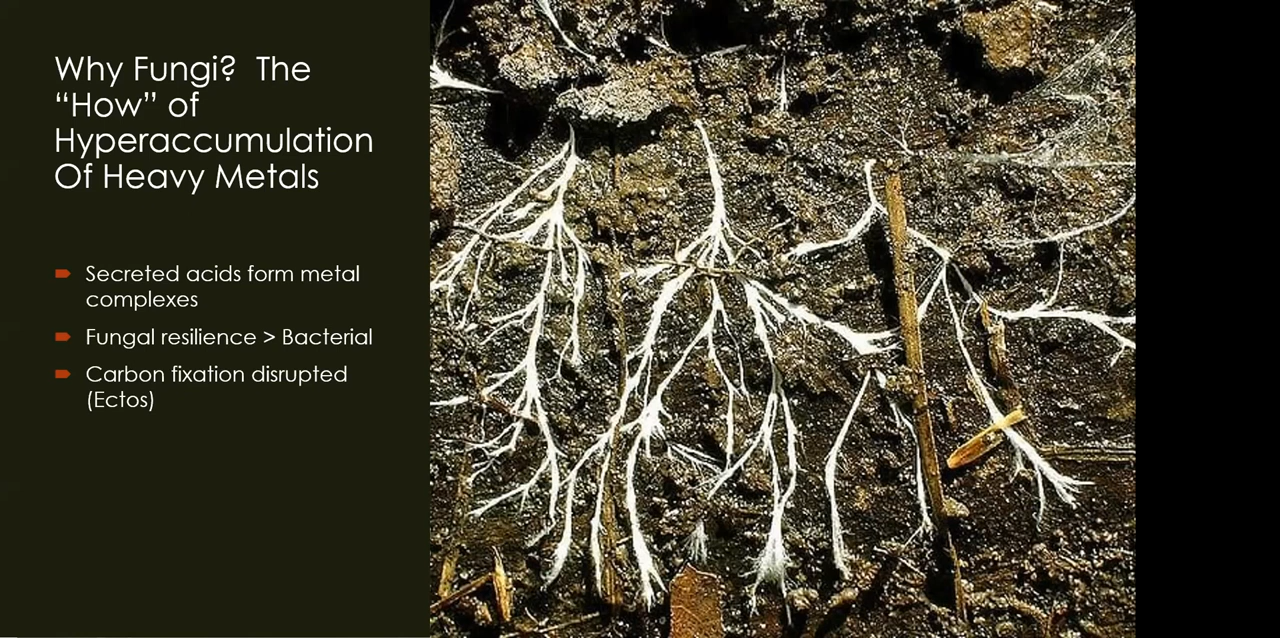 Why Fungi?  The
“How” of
Hyperaccumulation
Of Heavy Metals
Secreted acids form metal
complexes
Fungal resilience > Bacterial
Carbon fixation disrupted
(Ectos)